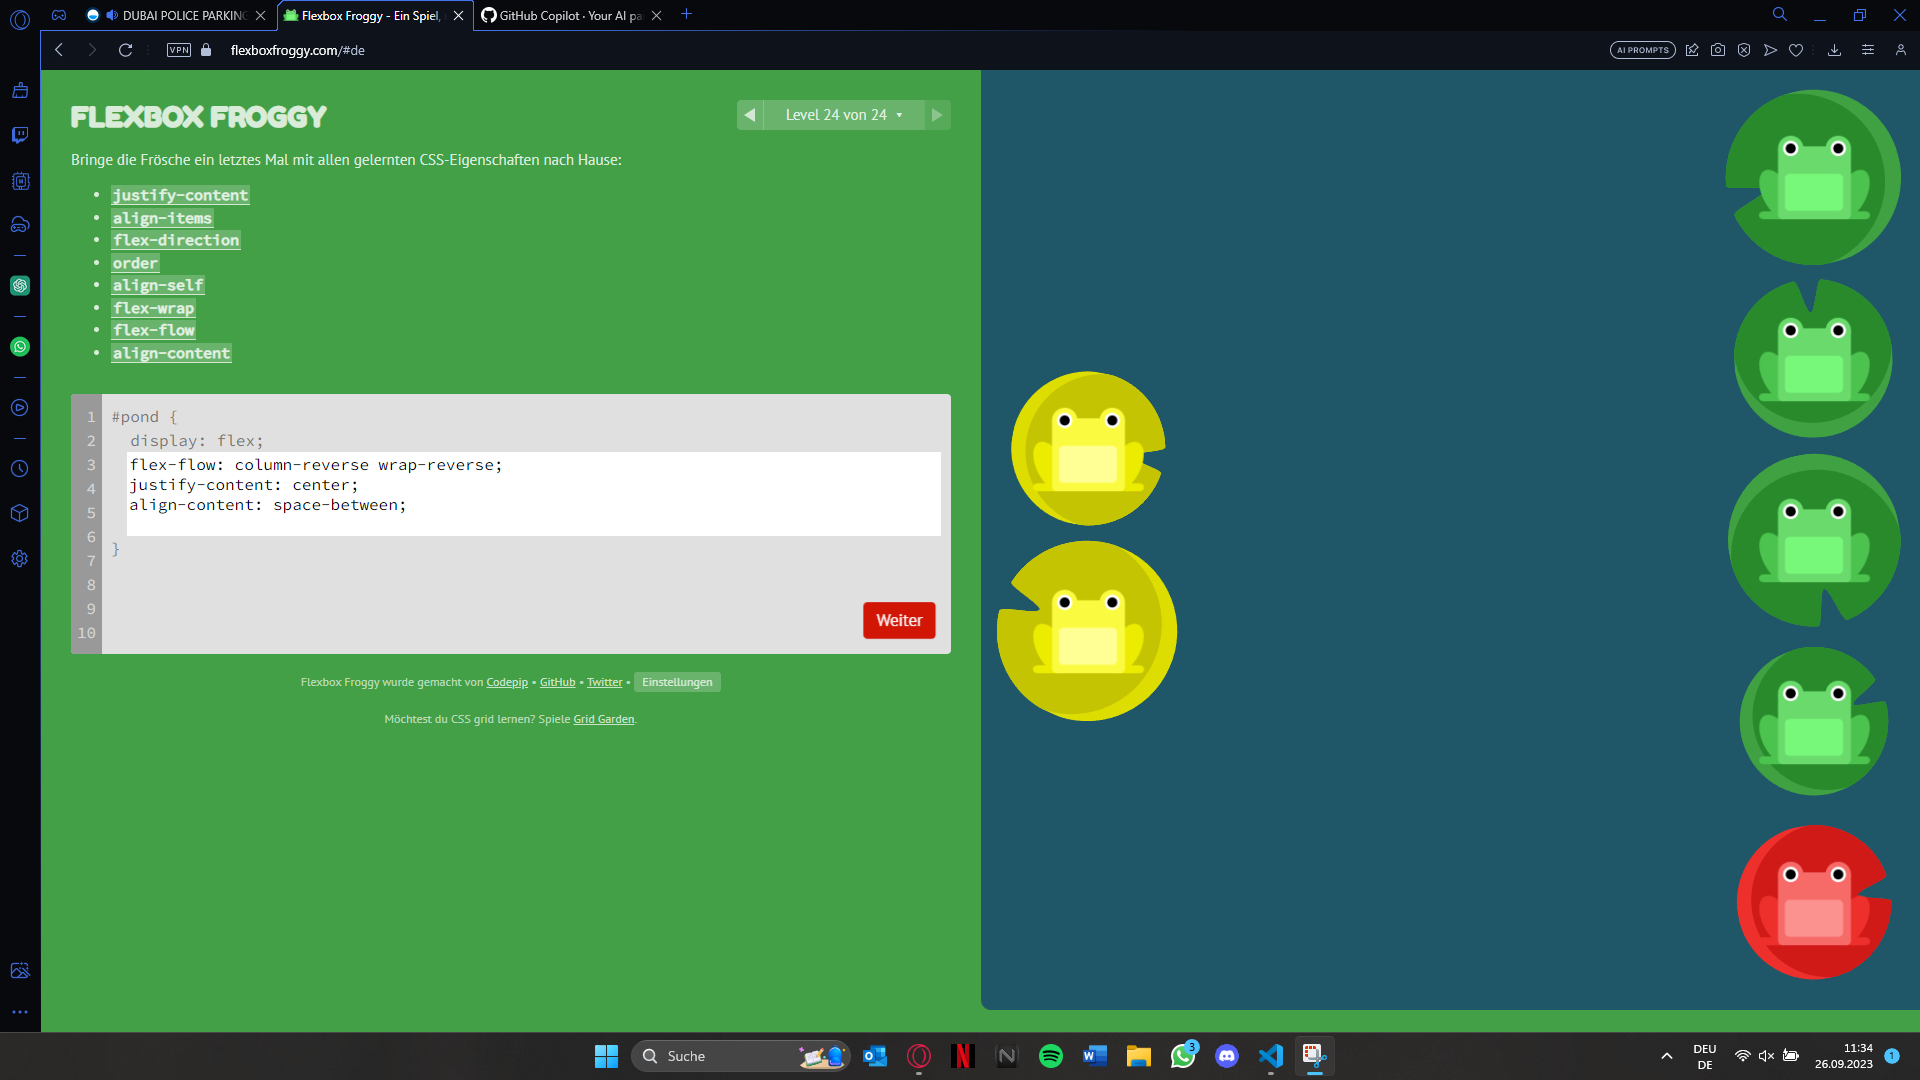 DUBAI POLICE PARKING
Flexbox Froggy - Ein Spiel,
GitHub Copilot · Your AI pa
VPN
flexboxfroggy.com/#de
AI PROMPTS
FLEXBOX FROGGY
Level 24 von 24
Bringe die Frösche ein letztes Mal mit allen gelernten CSS-Eigenschaften nach Hause:
justify-content
align-items
flex-direction
order
align-self
flex-wrap
flex-flow
align-content
1 #pond {
2 display: flex;
3 flex-flow: column-reverse wrap-reverse;
4 justify-content: center;
5 align-content: space-between;
6
7 }
8
9
10
Weiter
Flexbox Froggy wurde gemacht von Codepip • GitHub • Twitter • Einstellungen
Möchtest du CSS grid lernen? Spiele Grid Garden.
Suche
3
DEU
DE
11:34
26.09.2023
1